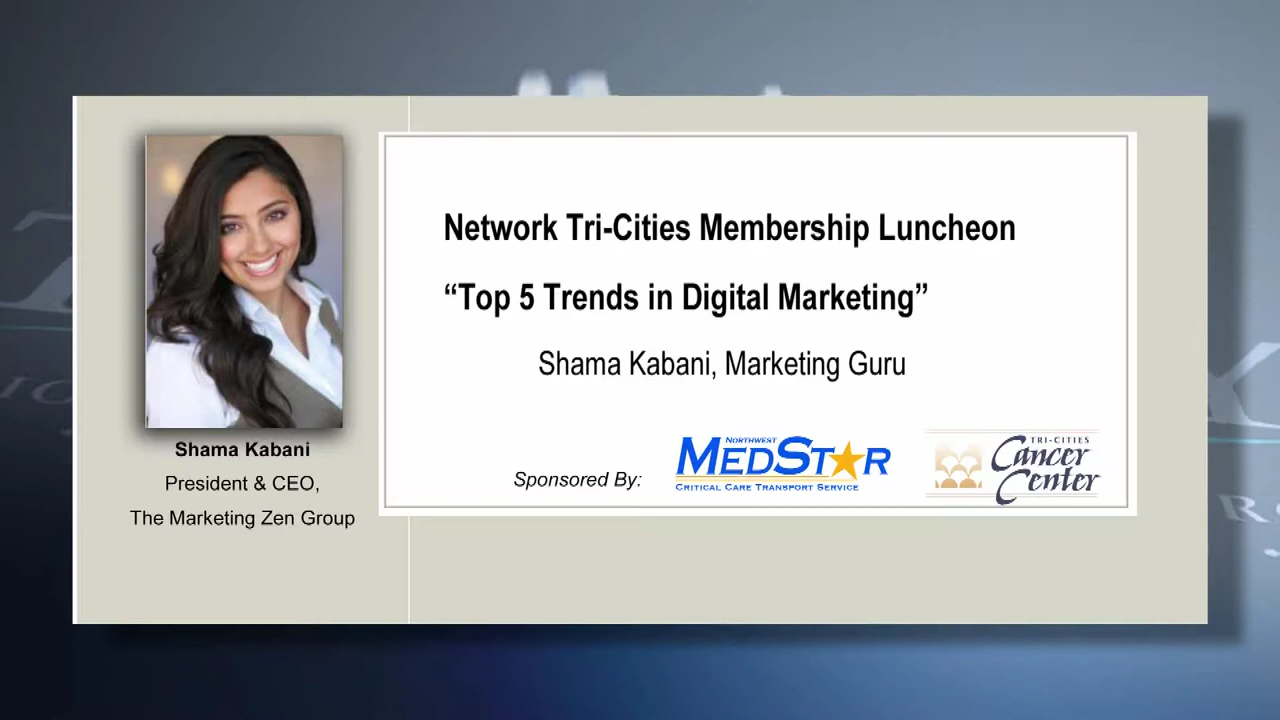 Network Tri-Cities Membership Luncheon
“Top 5 Trends in Digital Marketing”
Shama Kabani, Marketing Guru
Shama Kabani
President & CEO,
The Marketing Zen Group
Sponsored By:
NORTHWEST
MEDSTAR
CRITICAL CARE TRANSPORT SERVICE
TRI-CITIES
Cancer
Center